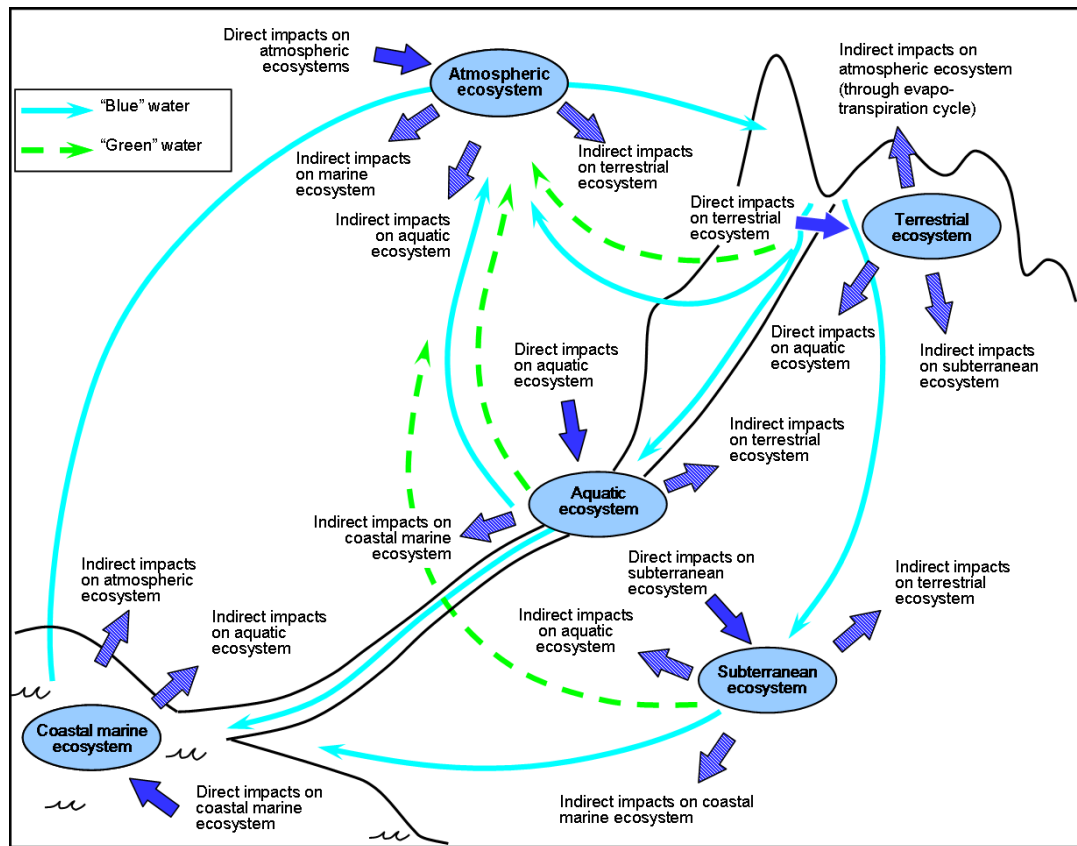 Direct impacts on
atmospheric
ecosystems
Atmospheric
ecosystem
Indirect impacts on
atmospheric ecosystem
(through evapo-
transpiration cycle)
“Blue” water
“Green” water
Indirect impacts
on marine
ecosystem
Indirect impacts
on terrestrial
ecosystem
Indirect impacts
on aquatic
ecosystem
Direct impacts
on terrestrial
ecosystem
Terrestrial
ecosystem
Direct impacts
on aquatic
ecosystem
Direct impacts
on aquatic
ecosystem
Indirect impacts
on subterranean
ecosystem
Indirect impacts
on terrestrial
ecosystem
Aquatic
ecosystem
Indirect impacts on
coastal marine
ecosystem
Direct impacts on
subterranean
ecosystem
Indirect impacts
on terrestrial
ecosystem
Indirect impacts
on atmospheric
ecosystem
Indirect impacts
on aquatic
ecosystem
Indirect impacts
on aquatic
ecosystem
Subterranean
ecosystem
Coastal marine
ecosystem
Direct impacts on
coastal marine
ecosystem
Indirect impacts on coastal
marine ecosystem